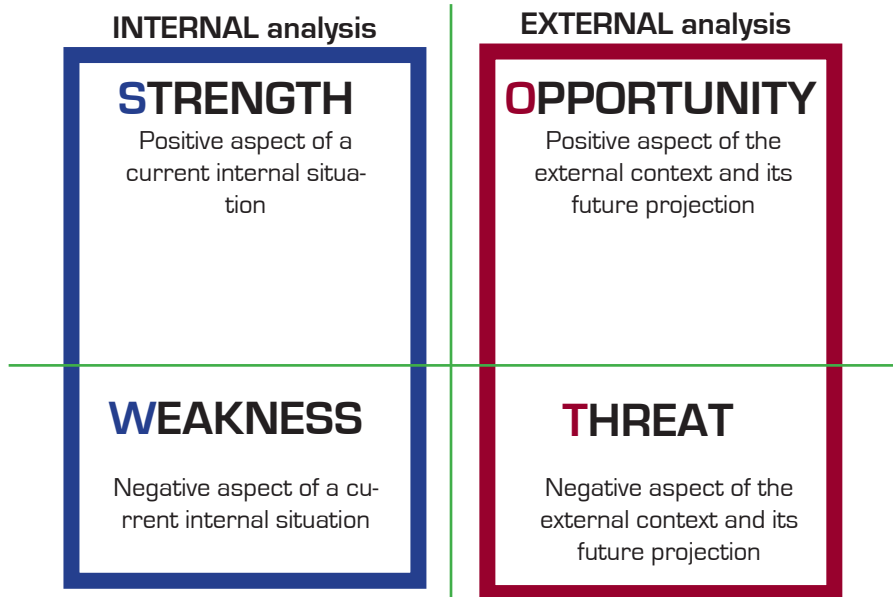 INTERNAL analysis
STRENGTH
Positive aspect of a
current internal situa-
tion
WEAKNESS
Negative aspect of a cu-
rrent internal situation
EXTERNAL analysis
OPPORTUNITY
Positive aspect of the
external context and its
future projection
THREAT
Negative aspect of the
external context and its
future projection